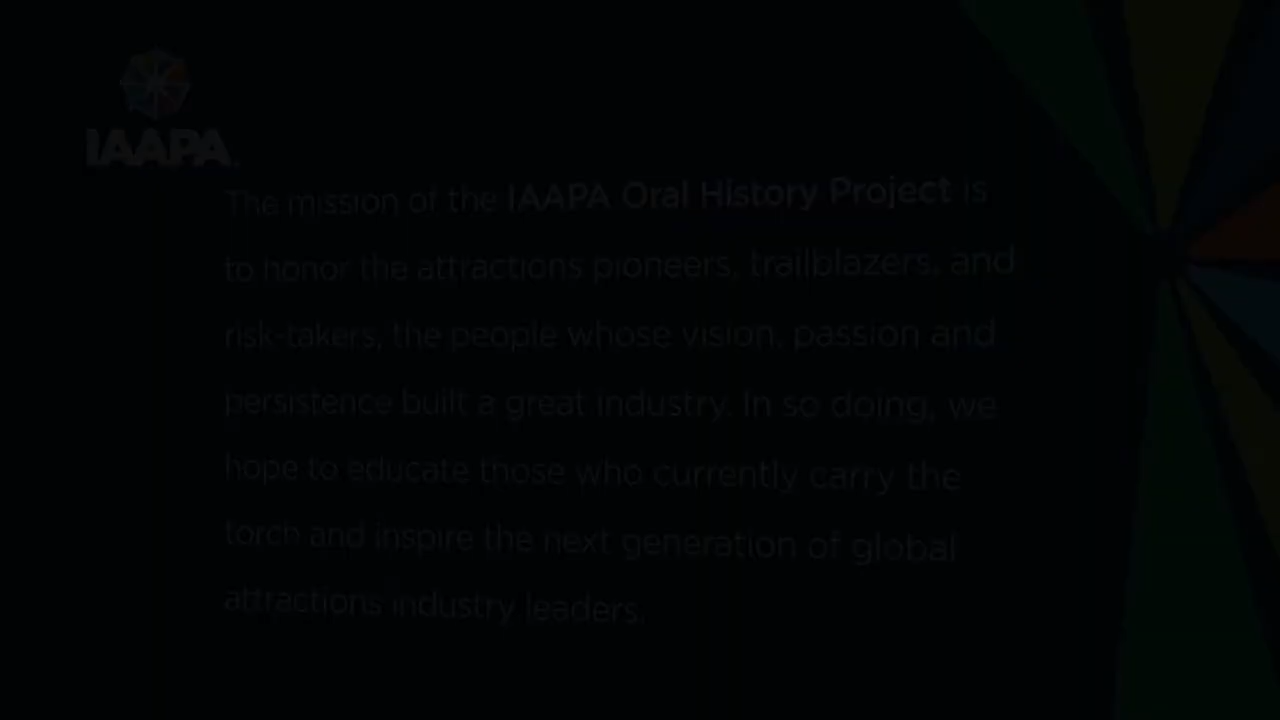 IAAPA
The mission of the IAAPA Oral History Project is
to honor the attractions pioneers, trailblazers, and
risk-takers, the people whose vision, passion and
persistence built a great industry. In so doing, we
hope to educate those who currently carry the
torch and inspire the next generation of global
attractions industry leaders.